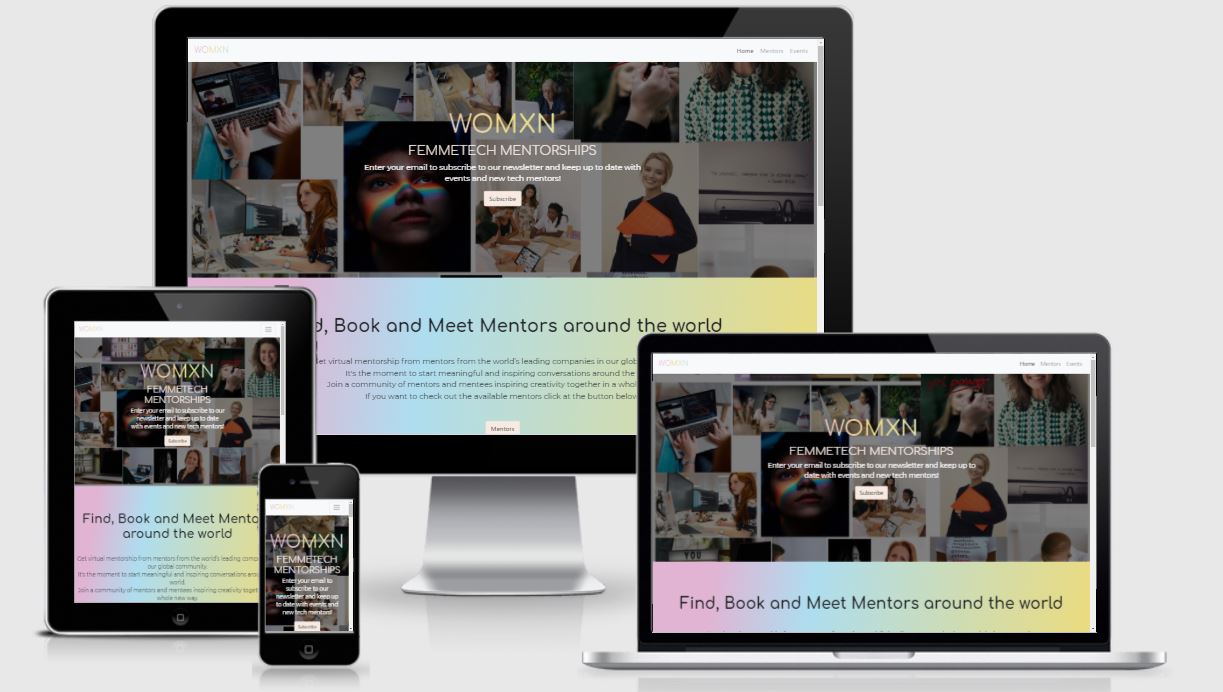 WOMXN
Home Mentors Events
WOMXN
FEMMETECH MENTORSHIPS
Enter your email to subscribe to our newsletter and keep up to date with
events and new tech mentors!
Subscribe
d, Book and Meet Mentors around the world
et virtual mentorship from mentors from the world's leading companies in our glob
It's the moment to start meaningful and inspiring conversations around the
Join a community of mentors and mentees inspiring creativity together in a whol
If you want to check out the available mentors click at the button below
Mentors
WOMXN
WOMXN
FEMMETECH
MENTORSHIPS
Enter your email to subscribe to our
newsletter and keep up to date
with events and new tech mentors!
Subscribe
Find, Book and Meet Mento
around the world
Get virtual mentorship from mentors from the world's leading comp
our global community.
It's the moment to start meaningful and inspiring conversations arou
world.
Join a community of mentors and mentees inspiring creativity toget
whole new way.
WOMXN
WOMXN
FEMMETECH
MENTORSHIPS
Enter your email to
subscribe to our
newsletter and keep up
to date with events and
new tech mentors!
Subscribe
WOMXN
Home Mentors Events
WOMXN
FEMMETECH MENTORSHIPS
Enter your email to subscribe to our newsletter and keep up to
date with events and new tech mentors!
Subscribe
YOU
Find, Book and Meet Mentors around the world